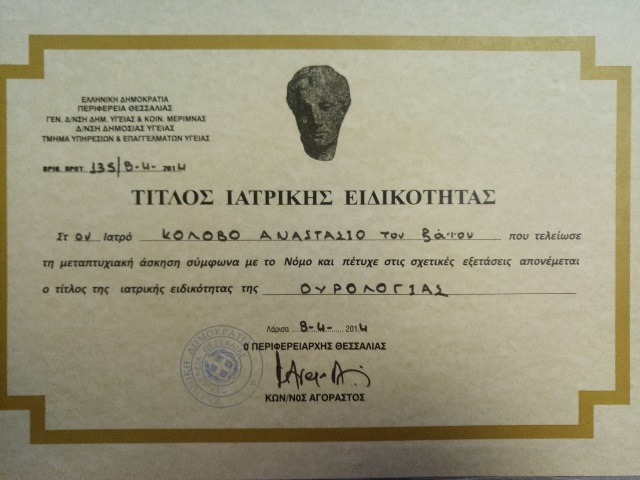 ΕΛΛΗΝΙΚΗ ΔΗΜΟΚΡΑΤΙΑ
ΠΕΡΙΦΕΡΕΙΑ ΘΕΣΣΑΛΙΑΣ
ΓΕΝ. Δ/ΝΣΗ ΔΗΜ. ΥΓΕΙΑΣ & ΚΟΙΝ. ΜΕΡΙΜΝΑΣ
Δ/ΝΣΗ ΔΗΜΟΣΙΑΣ ΥΓΕΙΑΣ
ΤΜΗΜΑ ΥΠΗΡΕΣΙΩΝ & ΕΠΑΓΓΕΛΜΑΤΩΝ ΥΓΕΙΑΣ
ΑΡΙΘ. ΠΡΩΤ. 135/8-4- 2014
ΤΙΤΛΟΣ ΙΑΤΡΙΚΗΣ ΕΙΔΙΚΟΤΗΤΑΣ
Στ ον Ιατρό ΚΟΛΟΒΟ ΑΝΑΣΤΑΣΙΟ του που τελείωσε
τη μεταπτυχιακή άσκηση σύμφωνα με το Νόμο και πέτυχε στις σχετικές εξετάσεις απονέμεται
ο τίτλος της ιατρικής ειδικότητας της ΟΥΡΟΛΟΓΙΑΣ
Λάρισα 8-4- 2014
Ο ΠΕΡΙΦΕΡΕΙΑΡΧΗΣ ΘΕΣΣΑΛΙΑΣ
ΚΩΝ/ΝΟΣ ΑΓΟΡΑΣΤΟΣ